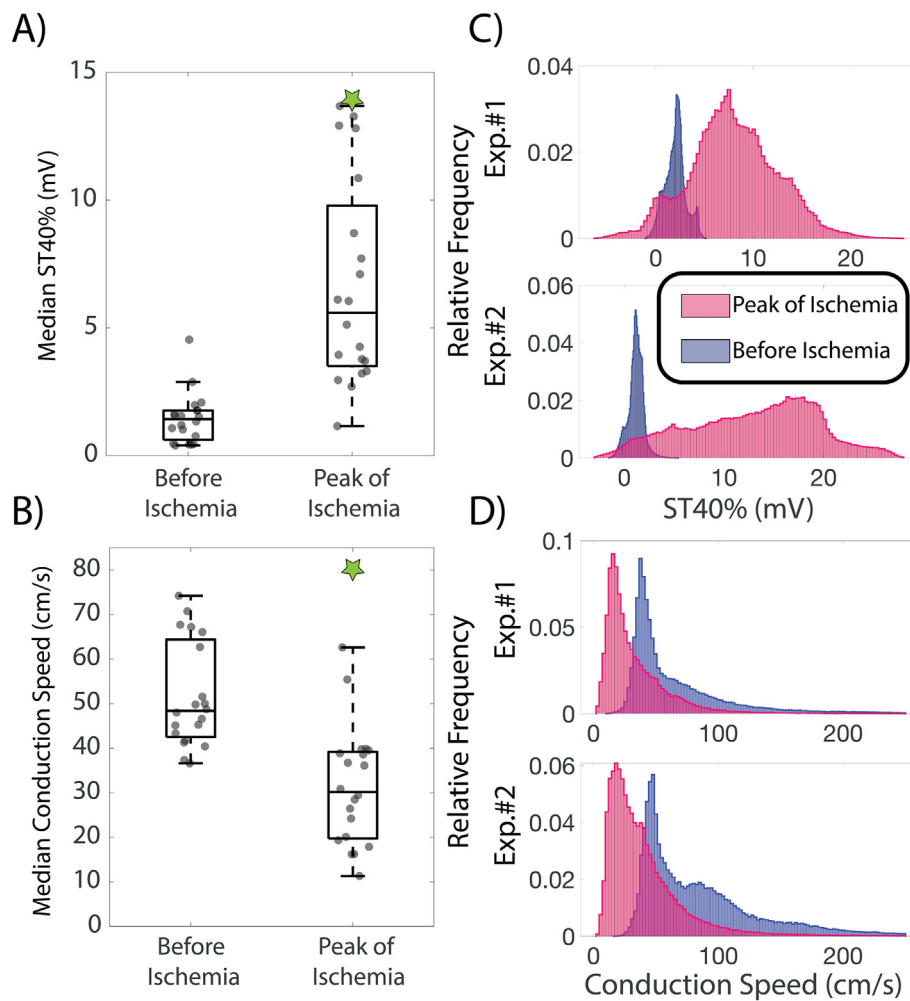 A)
Median ST40% (mV)
15
10
5
0
Before
Ischemia
Peak of
Ischemia
B)
Median Conduction Speed (cm/s)
80
70
60
50
40
30
20
10
0
Before
Ischemia
Peak of
Ischemia
C)
Relative Frequency
Exp.#1
0.04
0.02
0
0
10
20
Exp.#2
0.06
0.04
0.02
0
0
10
20
ST40% (mV)
Peak of Ischemia
Before Ischemia
D)
Relative Frequency
Exp.#1
0.1
0.05
0
0
100
200
Exp.#2
0.06
0.04
0.02
0
0
100
200
Conduction Speed (cm/s)